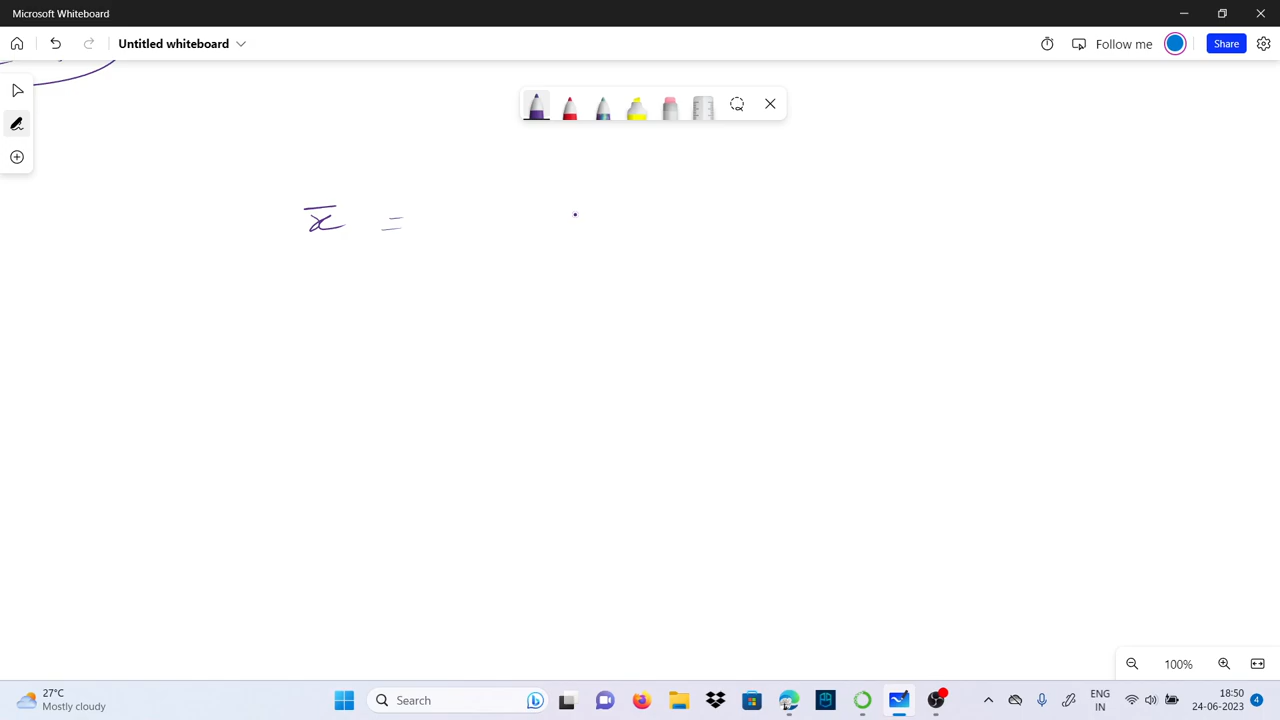 Microsoft Whiteboard
Untitled whiteboard
Follow me
Share
x̄ =
100%
27°C
Mostly cloudy
Search
ENG
IN
18:50
24-06-2023
4